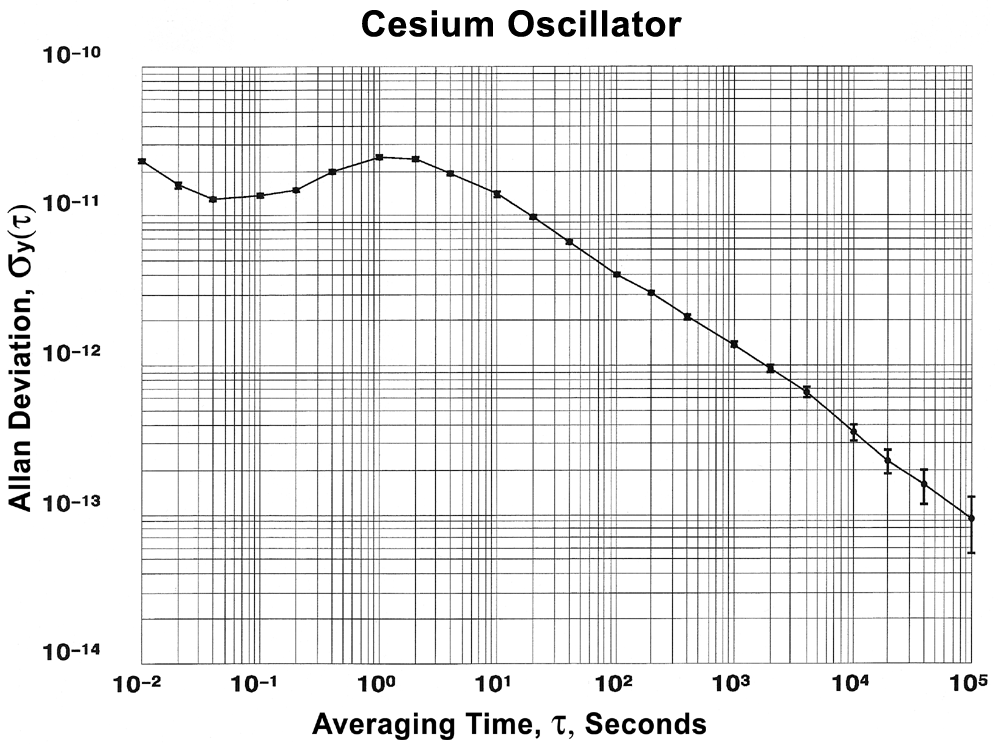 Cesium Oscillator
10⁻¹⁰
10⁻¹¹
10⁻¹²
10⁻¹³
10⁻¹⁴
Allan Deviation, σy(τ)
10⁻² 10⁻¹ 10⁰ 10¹ 10² 10³ 10⁴ 10⁵
Averaging Time, τ, Seconds